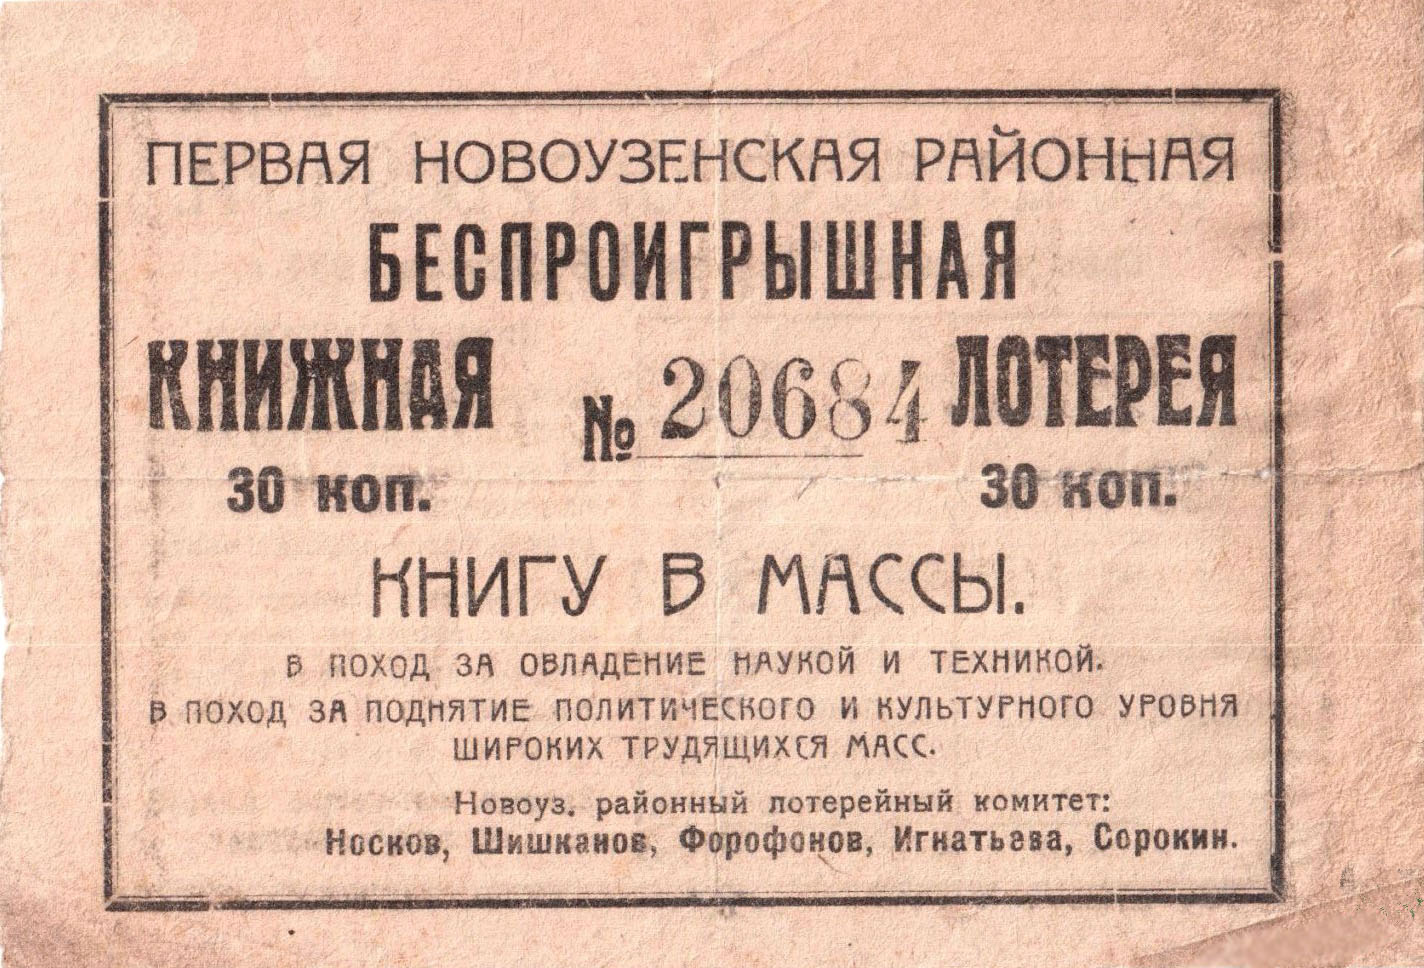 ПЕРВАЯ НОВОУЗЕНСКАЯ РАЙОННАЯ
БЕСПРОИГРЫШНАЯ
КНИЖНАЯ № 20684 ЛОТЕРЕЯ
30 коп. 30 коп.
КНИГУ В МАССЫ.
В ПОХОД ЗА ОВЛАДЕНИЕ НАУКОЙ И ТЕХНИКОЙ.
В ПОХОД ЗА ПОДНЯТИЕ ПОЛИТИЧЕСКОГО И КУЛЬТУРНОГО УРОВНЯ
ШИРОКИХ ТРУДЯЩИХСЯ МАСС.
Новоуз. районный лотерейный комитет:
Носков, Шишканов, Форофонов, Игнатьева, Сорокин.